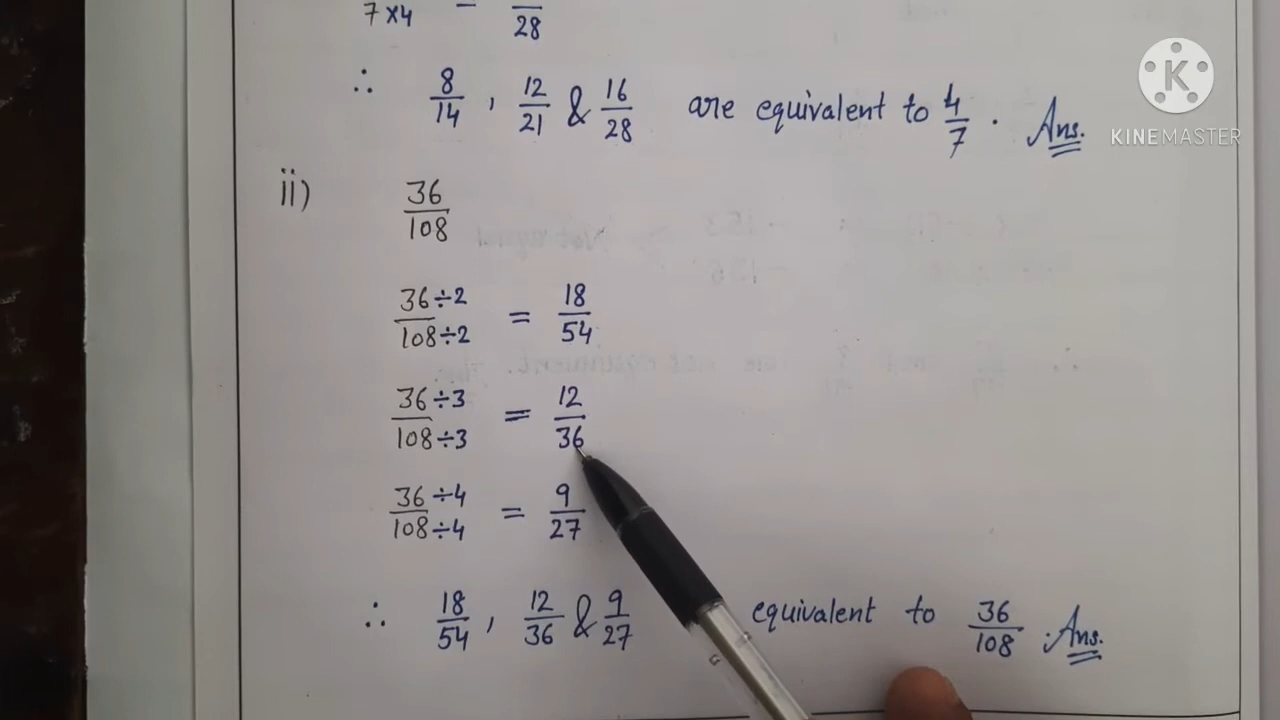 7×4 = 28
∴ 8/14, 12/21 & 16/28 are equivalent to 4/7. Ans.
K
KINEMASTER
ii) 36/108
36÷2/108÷2 = 18/54
36÷3/108÷3 = 12/36
36÷4/108÷4 = 9/27
∴ 18/54, 12/36 & 9/27 equivalent to 36/108. Ans.